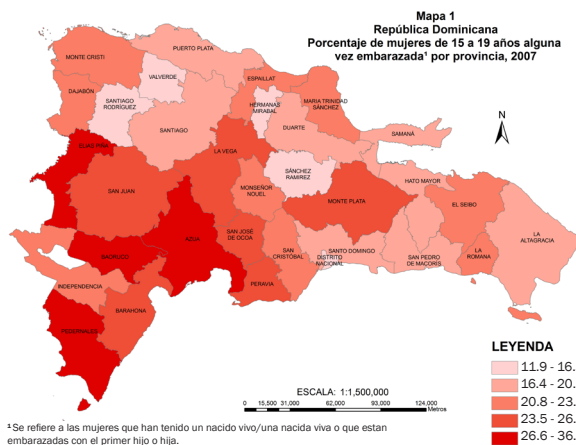 Mapa 1
República Dominicana
Porcentaje de mujeres de 15 a 19 años alguna
vez embarazada¹ por provincia, 2007
MONTE CRISTI
PUERTO PLATA
VALVERDE
ESPAILLAT
DAJABÓN
SANTIAGO
RODRÍGUEZ
HERMANAS
MIRABAL
MARIA TRINIDAD
SÁNCHEZ
SANTIAGO
DUARTE
SAMANÁ
N
ELIAS PIÑA
LA VEGA
SÁNCHEZ
RAMIREZ
HATO MAYOR
SAN JUAN
MONSEÑOR
NOUEL
MONTE PLATA
EL SEIBO
SAN JOSÉ
DE OCOA
AZUA
LA
ALTAGRACIA
BAORUCO
SAN
CRISTÓBAL
SANTO DOMINGO
DISTRITO
NACIONAL
SAN PEDRO
DE MACORÍS
LA
ROMANA
INDEPENDENCIA
PERAVIA
BARAHONA
PEDERNALES
LEYENDA
11.9 - 16.
16.4 - 20.
20.8 - 23.
23.5 - 26.
26.6 - 36.
ESCALA: 1:1,500,000
0 15,500 31,000 62,000 93,000 124,000
Metros
¹ Se refiere a las mujeres que han tenido un nacido vivo/una nacida viva o que estan
embarazadas con el primer hijo o hija.